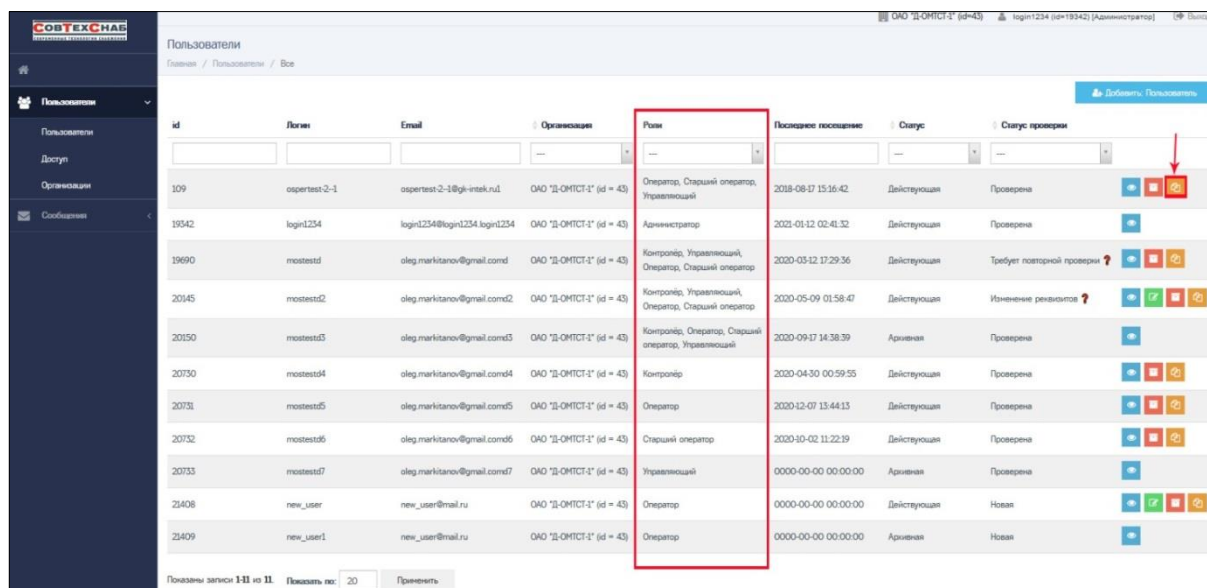 СОВТЕХСНАБ
ОАО "Д-ОМТСТ-1" (id=43) login1234 (id=19342) [Администратор] Выход
Пользователи
Главная / Пользователи / Все
Пользователи
Пользователи
Доступ
Организации
Сообщения
Добавить: Пользователь
id Логин Email Организация Роли Последнее посещение Статус Статус проверки
--- --- --- ---
109 ospertest-2--1 ospertest-2--1@gk-intek.ru1 ОАО "Д-ОМТСТ-1" (id = 43) Оператор, Старший оператор, Управляющий 2018-08-17 15:16:42 Действующая Проверена
19342 login1234 login1234@login1234.login1234 ОАО "Д-ОМТСТ-1" (id = 43) Администратор 2021-01-12 02:41:32 Действующая Проверена
19690 mostestd oleg.markitanov@gmail.comd ОАО "Д-ОМТСТ-1" (id = 43) Контролёр, Управляющий, Оператор, Старший оператор 2020-03-12 17:29:36 Действующая Требует повторной проверки ?
20145 mostestd2 oleg.markitanov@gmail.comd2 ОАО "Д-ОМТСТ-1" (id = 43) Контролёр, Управляющий, Оператор, Старший оператор 2020-05-09 01:58:47 Действующая Изменение реквизитов ?
20150 mostestd3 oleg.markitanov@gmail.comd3 ОАО "Д-ОМТСТ-1" (id = 43) Контролёр, Оператор, Старший оператор, Управляющий 2020-09-17 14:38:39 Архивная Проверена
20730 mostestd4 oleg.markitanov@gmail.comd4 ОАО "Д-ОМТСТ-1" (id = 43) Контролёр 2020-04-30 00:59:55 Действующая Проверена
20731 mostestd5 oleg.markitanov@gmail.comd5 ОАО "Д-ОМТСТ-1" (id = 43) Оператор 2020-12-07 13:44:13 Действующая Проверена
20732 mostestd6 oleg.markitanov@gmail.comd6 ОАО "Д-ОМТСТ-1" (id = 43) Старший оператор 2020-10-02 11:22:19 Действующая Проверена
20733 mostestd7 oleg.markitanov@gmail.comd7 ОАО "Д-ОМТСТ-1" (id = 43) Управляющий 0000-00-00 00:00:00 Архивная Проверена
21408 new_user new_user@mail.ru ОАО "Д-ОМТСТ-1" (id = 43) Оператор 0000-00-00 00:00:00 Действующая Новая
21409 new_user1 new_user@mail.ru ОАО "Д-ОМТСТ-1" (id = 43) Оператор 0000-00-00 00:00:00 Архивная Новая
Показаны записи 1-11 из 11. Показать по: 20 Применить